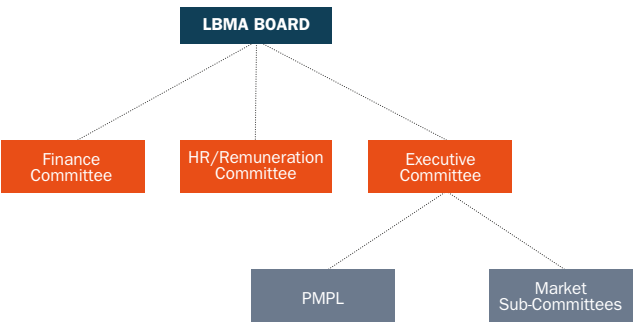 LBMA BOARD
Finance
Committee
HR/Remuneration
Committee
Executive
Committee
PMPL
Market
Sub-Committees